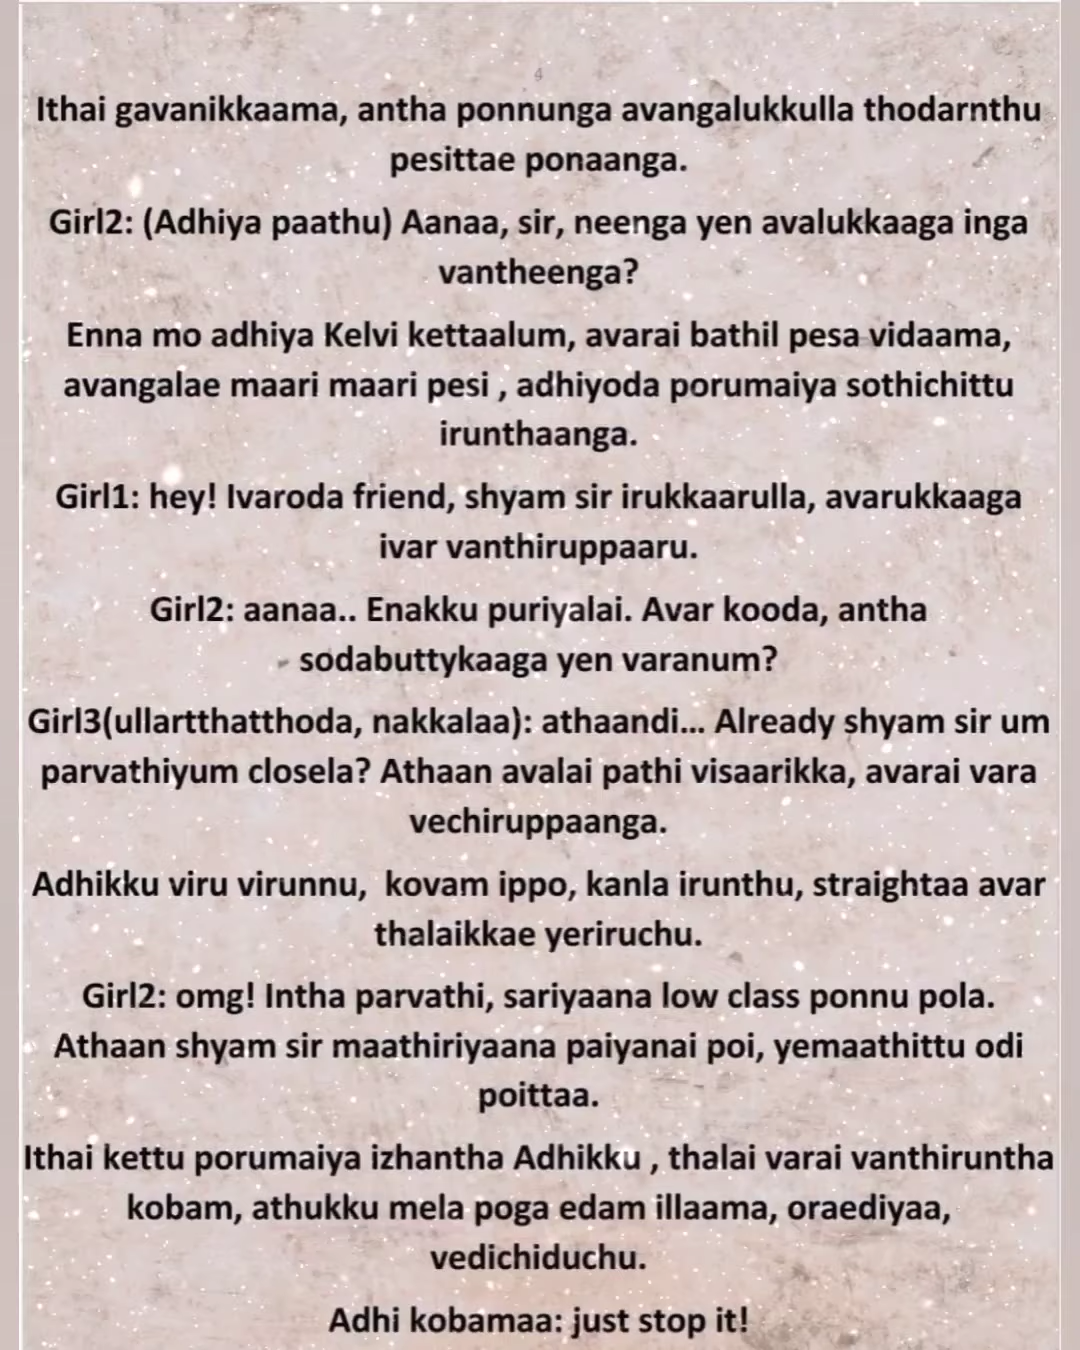 4
Ithai gavanikkaama, antha ponnunga avangalukkulla thodarnthu
pesittae ponaanga.
Girl2: (Adhiya paathu) Aanaa, sir, neenga yen avalukkaaga inga
vantheenga?
Enna mo adhiya Kelvi kettaalum, avarai bathil pesa vidaama,
avangalae maari maari pesi , adhiyoda porumaiya sothichittu
irunthaanga.
Girl1: hey! Ivaroda friend, shyam sir irukkaarulla, avarukkaaga
ivar vanthiruppaaru.
Girl2: aanaa.. Enakku puriyalai. Avar kooda, antha
sodabuttykaaga yen varanum?
Girl3(ullartthatthoda, nakkalaa): athaandi... Already shyam sir um
parvathiyum closela? Athaan avalai pathi visaarikka, avarai vara
vechiruppaanga.
Adhikku viru virunnu,  kovam ippo, kanla irunthu, straightaa avar
thalaikkae yeriruchu.
Girl2: omg! Intha parvathi, sariyaana low class ponnu pola.
Athaan shyam sir maathiriyaana paiyanai poi, yemaathittu odi
poittaa.
Ithai kettu porumaiya izhantha Adhikku , thalai varai vanthiruntha
kobam, athukku mela poga edam illaama, oraediyaa,
vedichiduchu.
Adhi kobamaa: just stop it!